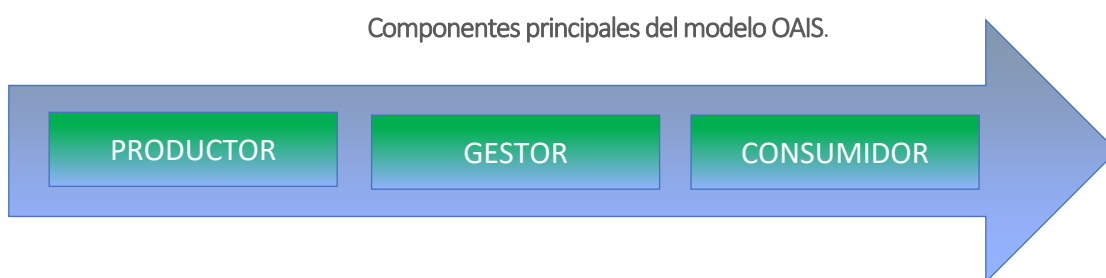 Componentes principales del modelo OAIS.
PRODUCTOR
GESTOR
CONSUMIDOR